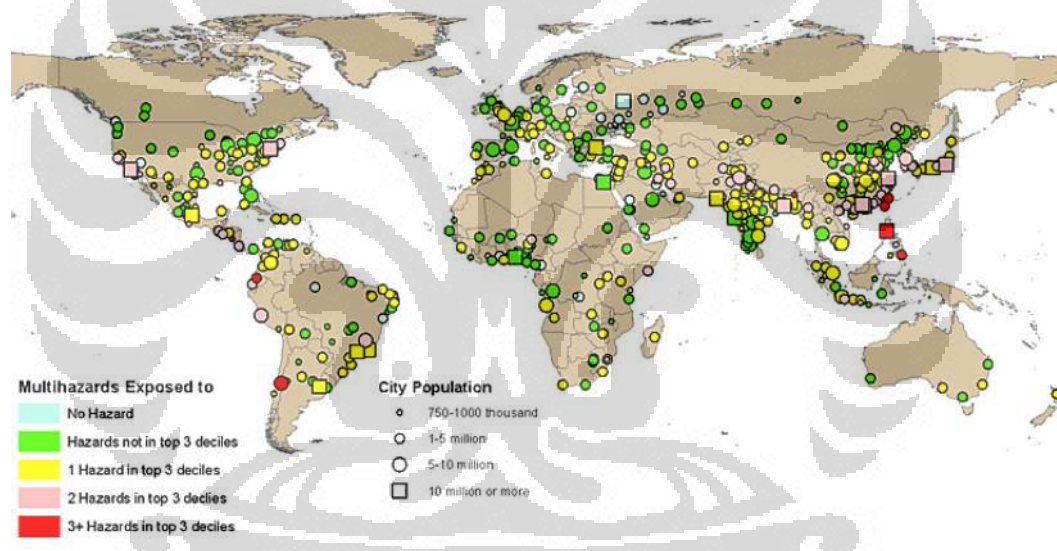 Multihazards Exposed to
No Hazard
Hazards not in top 3 deciles
1 Hazard in top 3 deciles
2 Hazards in top 3 declies
3+ Hazards in top 3 deciles
City Population
750-1000 thousand
1-5 million
5-10 million
10 million or more